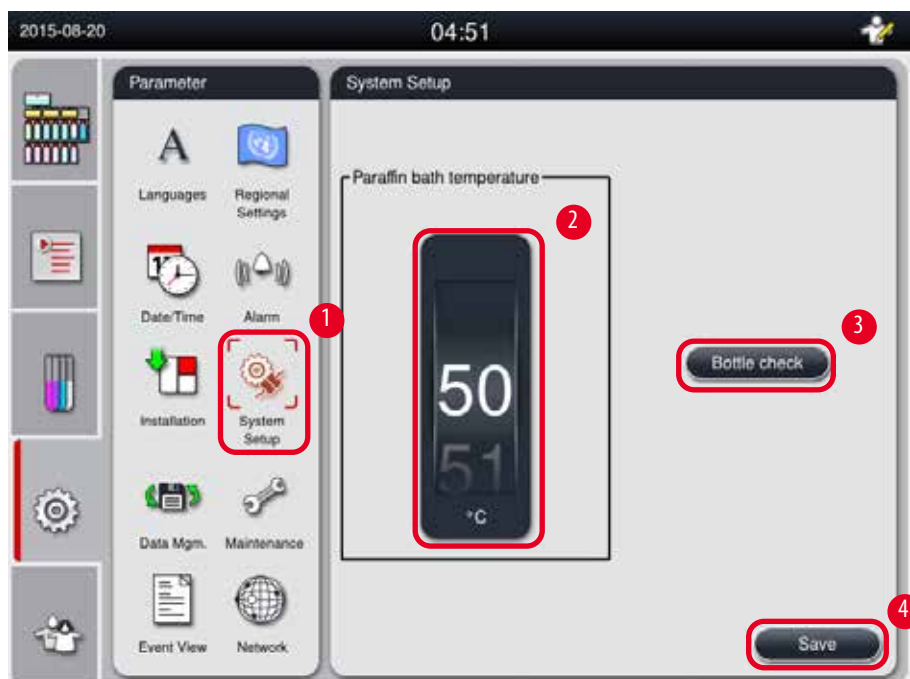 2015-08-20
04:51
Parameter
System Setup
A
Languages
Regional
Settings
Paraffin bath temperature
2
Date/Time
Alarm
1
3
Bottle check
50
51
°C
Installation
System
Setup
Data Mgm.
Maintenance
Event View
Network
4
Save